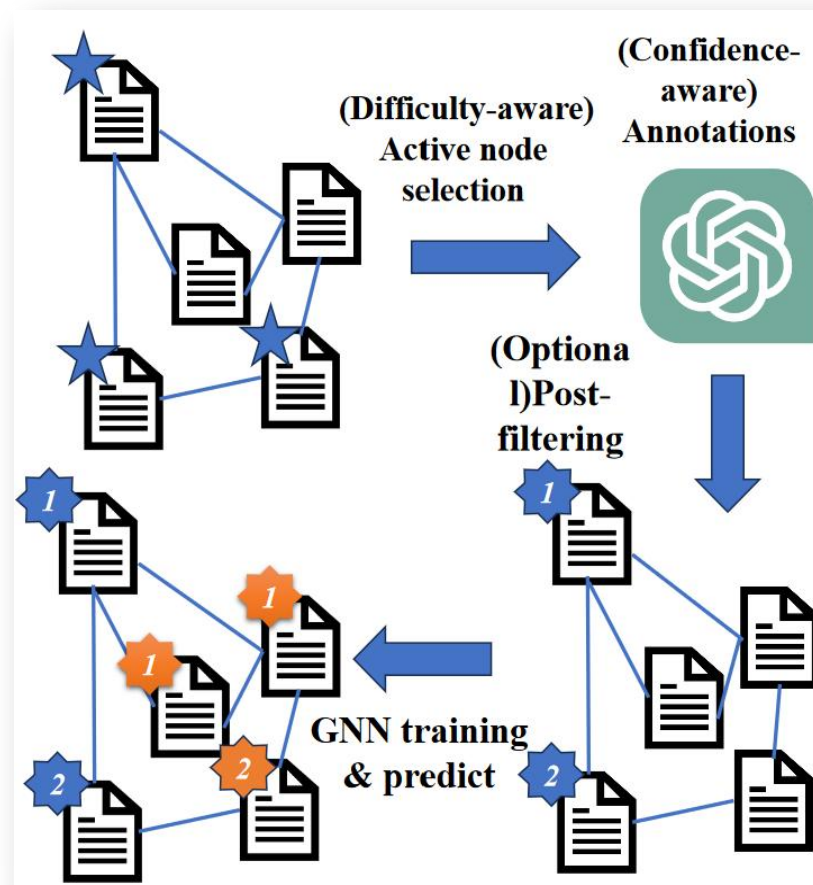 (Difficulty-aware)
Active node
selection
(Confidence-
aware)
Annotations
(Optiona
l)Post-
filtering
1
2
GNN training
& predict
1
1
1
2
2